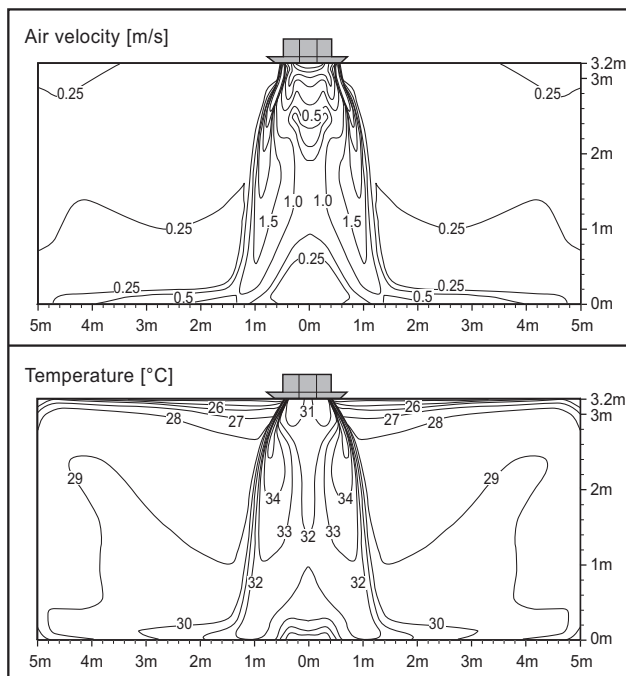 Air velocity [m/s]
3.2m
3m
0.25 0.25
0.5
2m
1.0 1.0
1.5 1.5
0.25 0.25
1m
0.25
0.25 0.25
0.5 0.5
0m
5m 4m 3m 2m 1m 0m 1m 2m 3m 4m 5m
Temperature [°C]
3.2m
26 31 26
3m
28 27 27 28
29 34 34 29
2m
33 33
32
1m
32 32
30 30
0m
5m 4m 3m 2m 1m 0m 1m 2m 3m 4m 5m